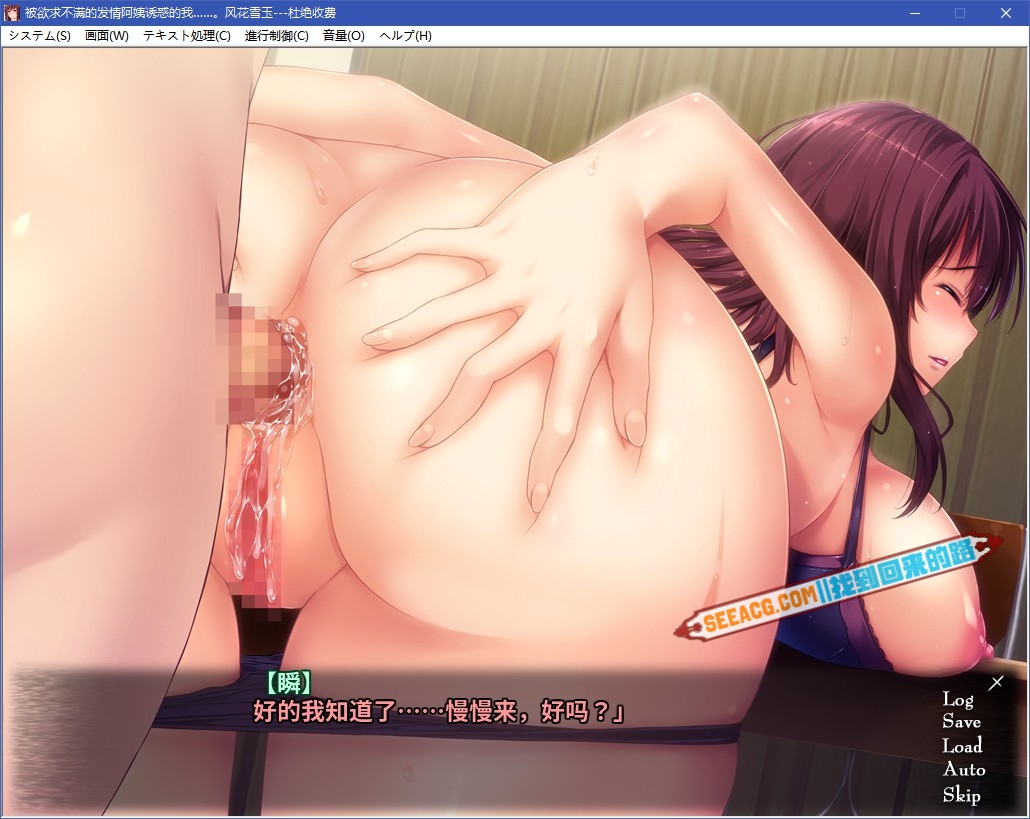 被欲求不满的发情阿姨诱惑的我……。风花雪玉---杜绝收费
システム(S) 画面(W) テキスト処理(C) 進行制御(C) 音量(O) ヘルプ(H)
SEEACG.COM||找到回来的路
【瞬】
好的我知道了……慢慢来，好吗？」
Log
Save
Load
Auto
Skip